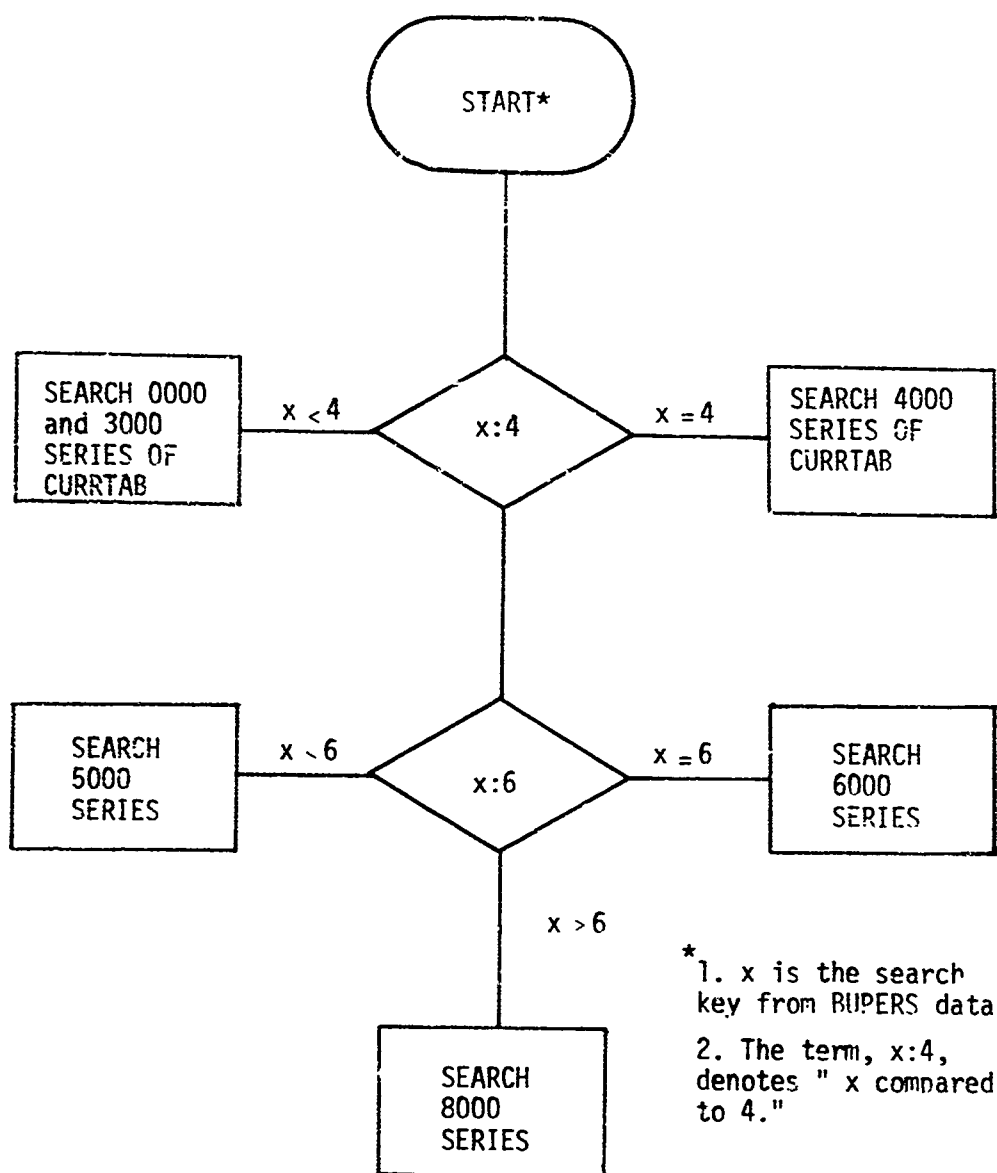 START*
SEARCH 0000
and 3000
SERIES OF
CURRTAB
x < 4
x:4
x = 4
SEARCH 4000
SERIES OF
CURRTAB
SEARCH
5000
SERIES
x < 6
x:6
x = 6
SEARCH
6000
SERIES
x > 6
SEARCH
8000
SERIES
*
1. x is the search
key from BUPERS data
2. The term, x:4,
denotes " x compared
to 4."